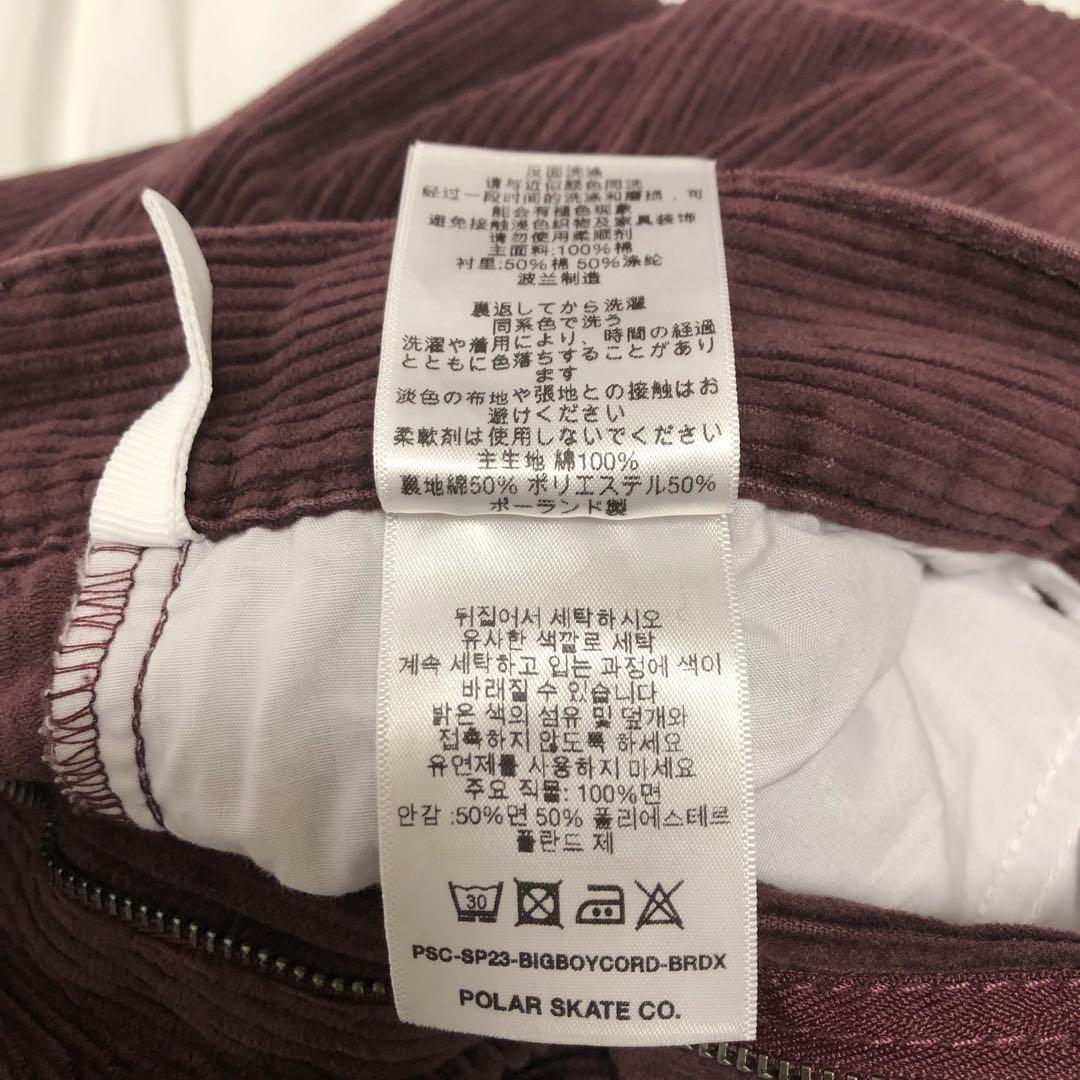 反面洗涤
请与近似颜色同洗
经过一段时间的洗涤和磨损，可
能会有褪色现象
避免接触浅色织物及家具装饰
请勿使用柔顺剂
主面料:100%棉
衬里:50%棉 50%涤纶
波兰制造
裏返してから洗濯
同系色で洗う
洗濯や着用により、時間の経過
とともに色落ちすることがあり
ます
淡色の布地や張地との接触はお
避けください
柔軟剤は使用しないでください
主生地 綿100%
裏地綿50% ポリエステル50%
ポーランド製
뒤집어서 세탁하시오
유사한 색깔로 세탁
계속 세탁하고 입는 과정에 색이
바래질 수 있습니다
밝은 색의 섬유 및 덮개와
접촉하지 않도록 하세요
유연제를 사용하지 마세요
주요 직물: 100%면
안감 :50%면 50% 폴리에스테르
폴란드 제
30
PSC-SP23-BIGBOYCORD-BRDX
POLAR SKATE CO.